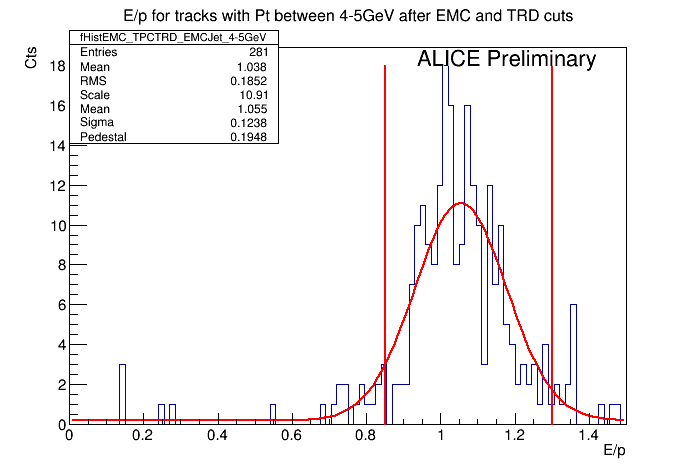 E/p for tracks with Pt between 4-5GeV after EMC and TRD cuts
Cts
fHistEMC_TPCTRD_EMCJet_4-5GeV
Entries 281
Mean 1.038
RMS 0.1852
Scale 10.91
Mean 1.055
Sigma 0.1238
Pedestal 0.1948
ALICE Preliminary
18
16
14
12
10
8
6
4
2
0
0 0.2 0.4 0.6 0.8 1 1.2 1.4
E/p